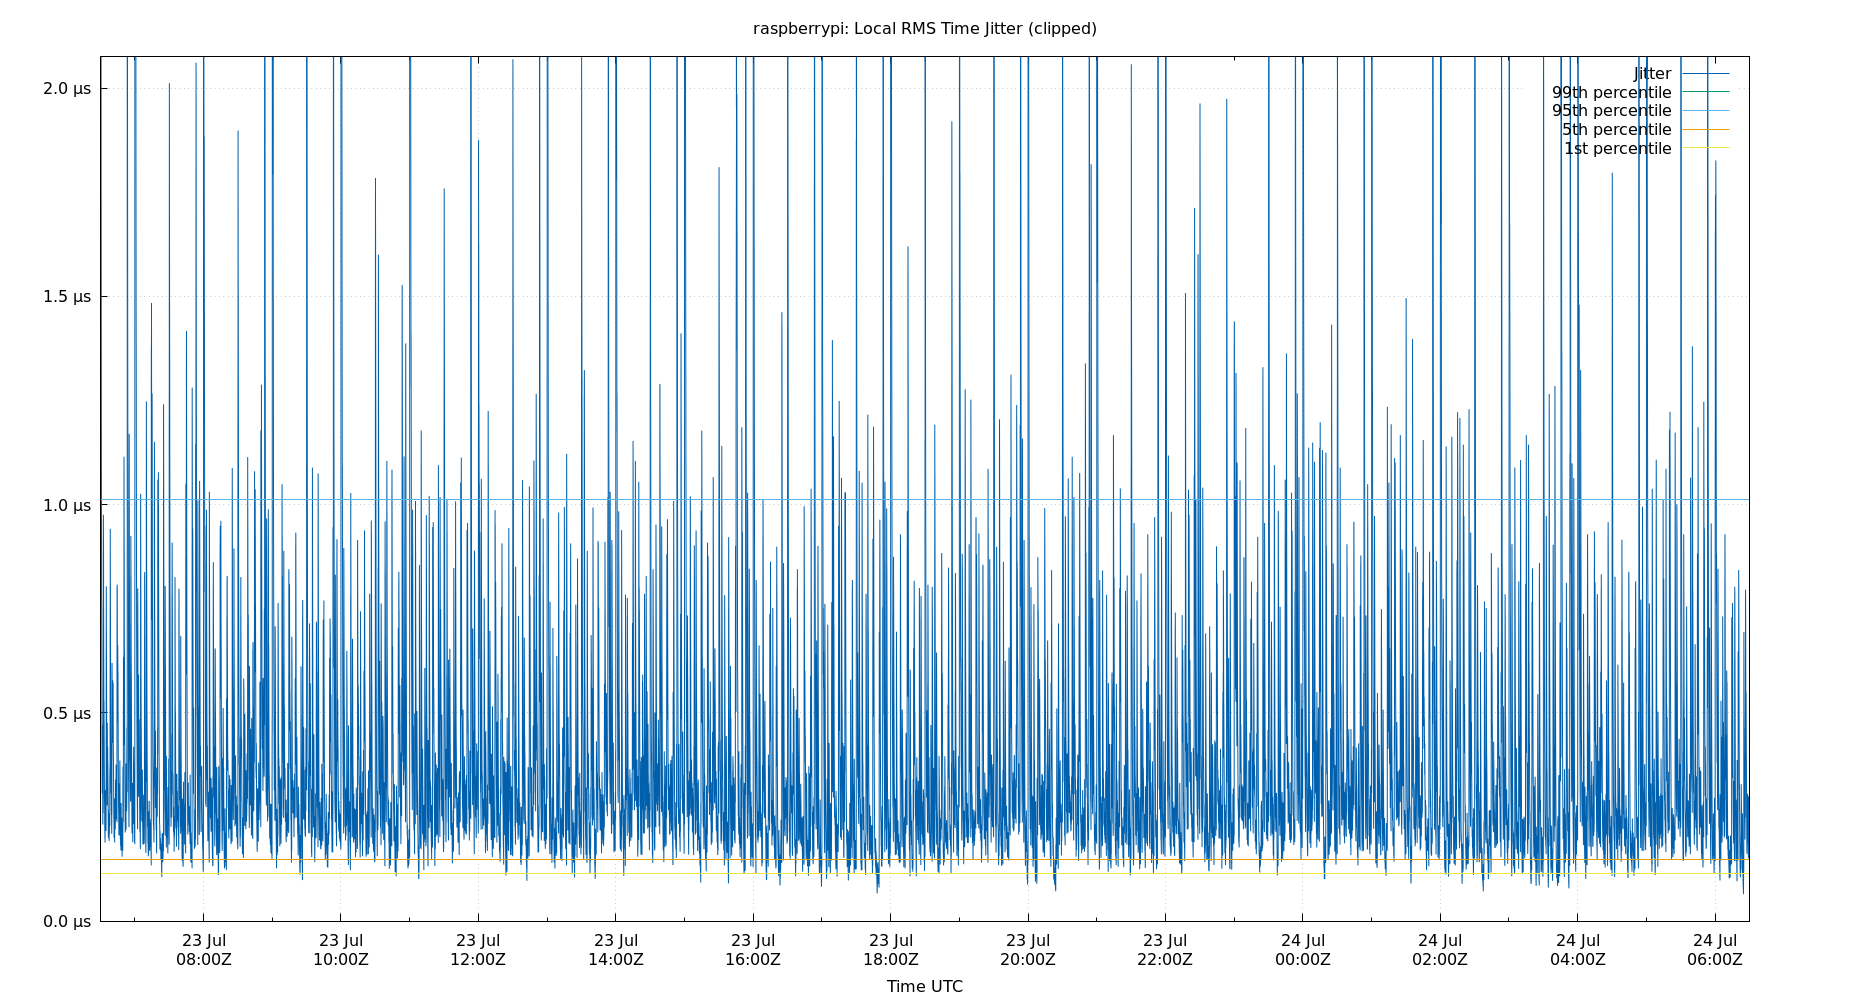 raspberrypi: Local RMS Time Jitter (clipped)
Jitter
99th percentile
95th percentile
5th percentile
1st percentile
2.0 µs
1.5 µs
1.0 µs
0.5 µs
0.0 µs
23 Jul 23 Jul 23 Jul 23 Jul 23 Jul 23 Jul 23 Jul 23 Jul 24 Jul 24 Jul 24 Jul 24 Jul
08:00Z 10:00Z 12:00Z 14:00Z 16:00Z 18:00Z 20:00Z 22:00Z 00:00Z 02:00Z 04:00Z 06:00Z
Time UTC